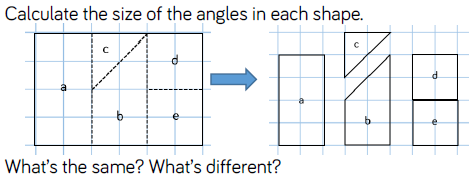 Calculate the size of the angles in each shape.
c c
d d
a a
b e b e
What's the same? What's different?